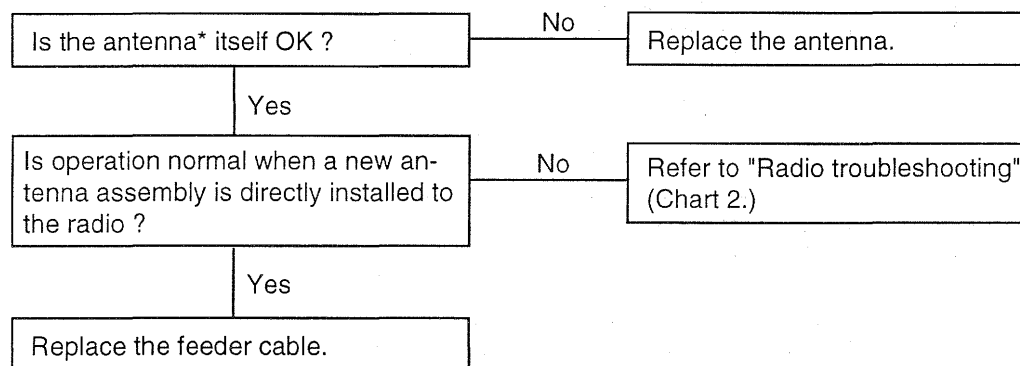 Is the antenna* itself OK ?
No
Replace the antenna.
Yes
Is operation normal when a new an-
tenna assembly is directly installed to
the radio ?
No
Refer to "Radio troubleshooting"
(Chart 2.)
Yes
Replace the feeder cable.